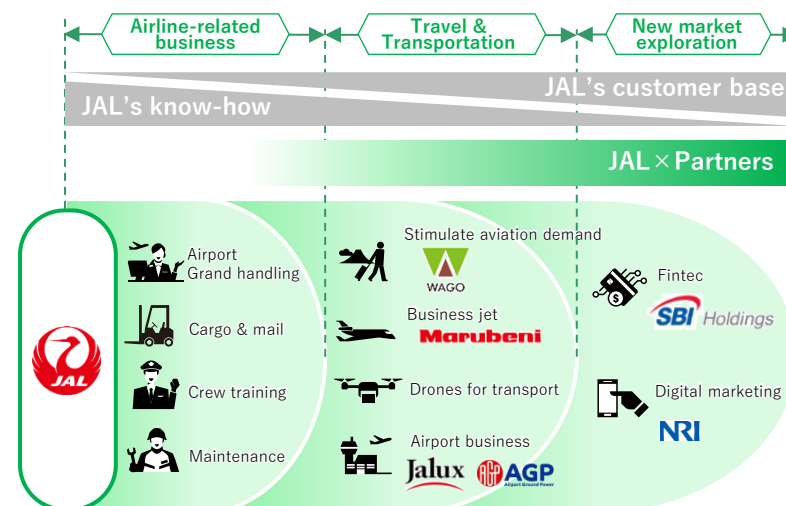 Airline-related
business
Travel &
Transportation
New market
exploration
JAL's know-how
JAL's customer base
JAL×Partners
JAL
Airport
Grand handling
Cargo & mail
Crew training
Maintenance
Stimulate aviation demand
WAGO
Business jet
Marubeni
Drones for transport
Airport business
Jalux
AGP AGP
Airport Ground Power
Fintec
$
SBI Holdings
Digital marketing
NRI